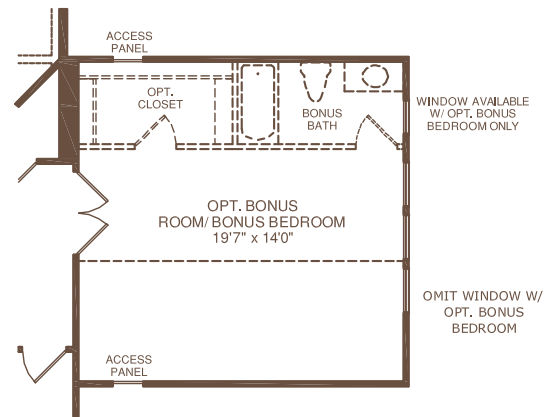 ACCESS
PANEL
OPT.
CLOSET
BONUS
BATH
WINDOW AVAILABLE
W/ OPT. BONUS
BEDROOM ONLY
OPT. BONUS
ROOM/ BONUS BEDROOM
19'7" x 14'0"
OMIT WINDOW W/
OPT. BONUS
BEDROOM
ACCESS
PANEL